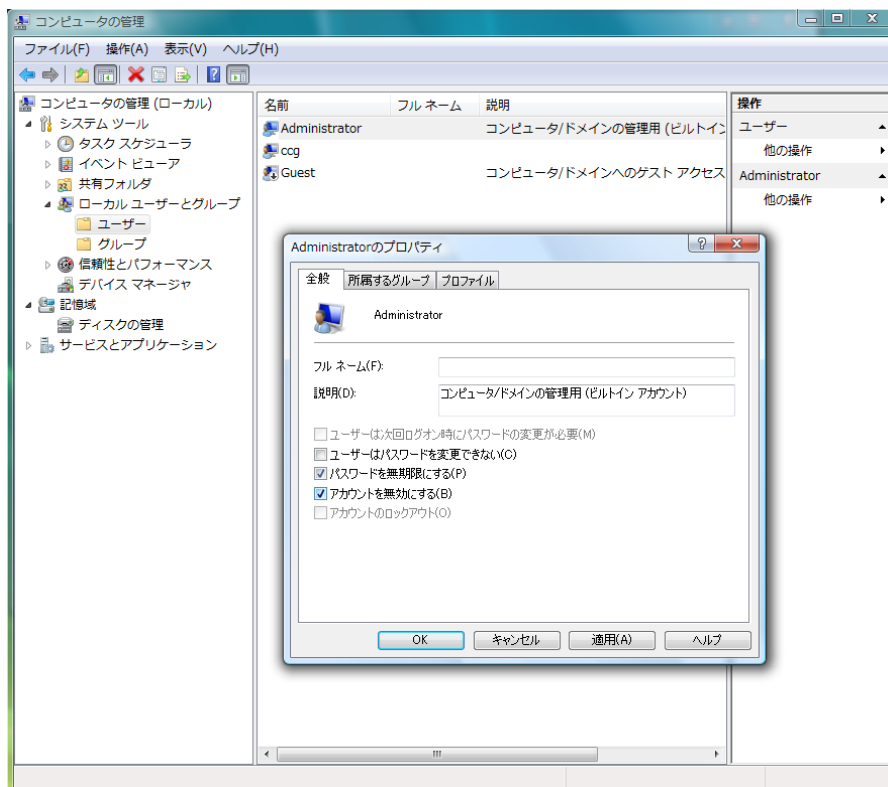 コンピュータの管理
ファイル(F) 操作(A) 表示(V) ヘルプ(H)
コンピュータの管理 (ローカル)
システム ツール
タスク スケジューラ
イベント ビューア
共有フォルダ
ローカル ユーザーとグループ
ユーザー
グループ
信頼性とパフォーマンス
デバイス マネージャ
記憶域
ディスクの管理
サービスとアプリケーション
名前 フル ネーム 説明
Administrator コンピュータ/ドメインの管理用 (ビルトイン
ccg
Guest コンピュータ/ドメインへのゲスト アクセス
操作
ユーザー
他の操作
Administrator
他の操作
Administratorのプロパティ
全般 所属するグループ プロファイル
Administrator
フル ネーム(F):
説明(D): コンピュータ/ドメインの管理用 (ビルトイン アカウント)
ユーザーは次回ログオン時にパスワードの変更が必要(M)
ユーザーはパスワードを変更できない(C)
パスワードを無期限にする(P)
アカウントを無効にする(B)
アカウントのロックアウト(O)
OK キャンセル 適用(A) ヘルプ